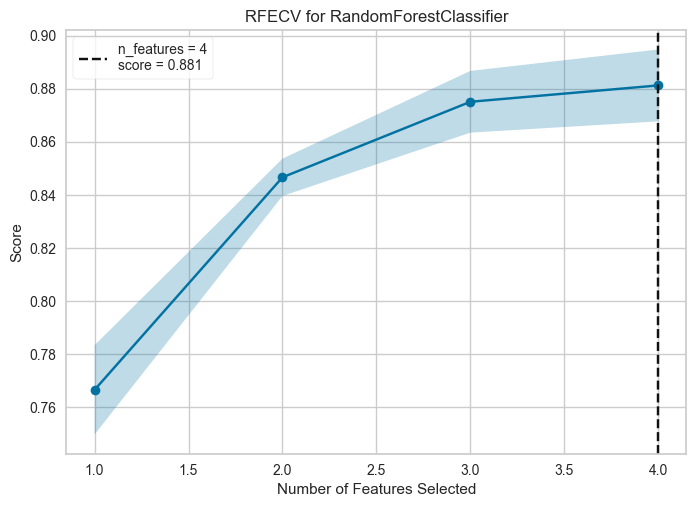 RFECV for RandomForestClassifier
n_features = 4
score = 0.881
0.90
0.88
0.86
0.84
0.82
0.80
0.78
0.76
Score
1.0 1.5 2.0 2.5 3.0 3.5 4.0
Number of Features Selected